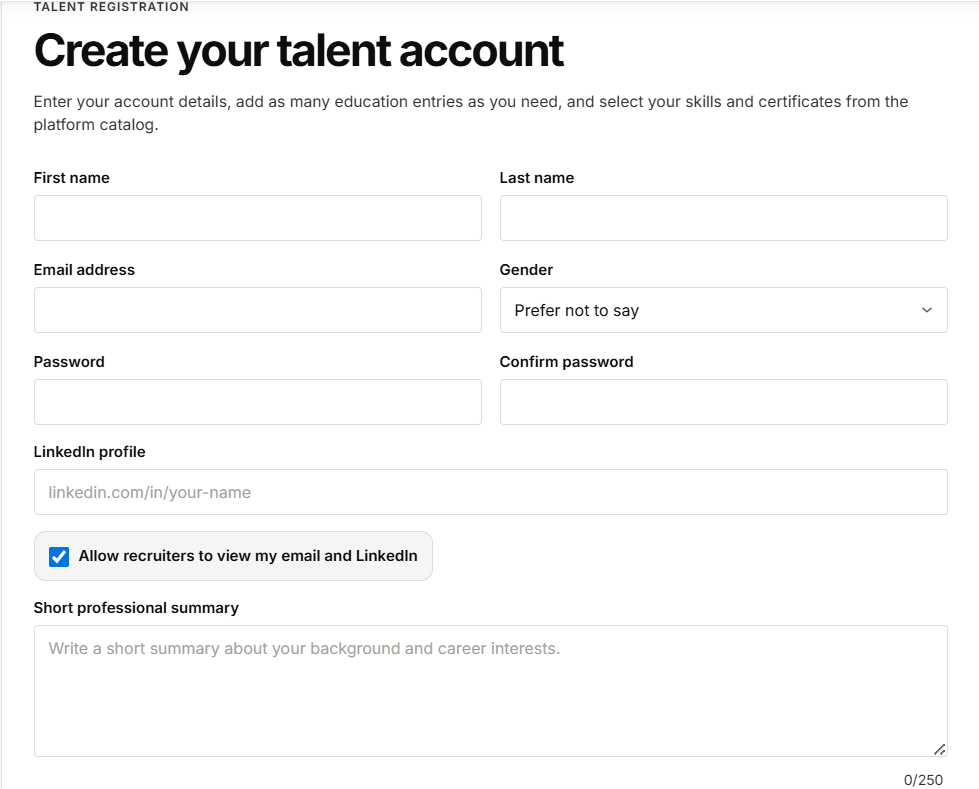 TALENT REGISTRATION
Create your talent account
Enter your account details, add as many education entries as you need, and select your skills and certificates from the
platform catalog.
First name
Last name
Email address
Gender
Prefer not to say
Password
Confirm password
LinkedIn profile
linkedin.com/in/your-name
Allow recruiters to view my email and LinkedIn
Short professional summary
Write a short summary about your background and career interests.
0/250